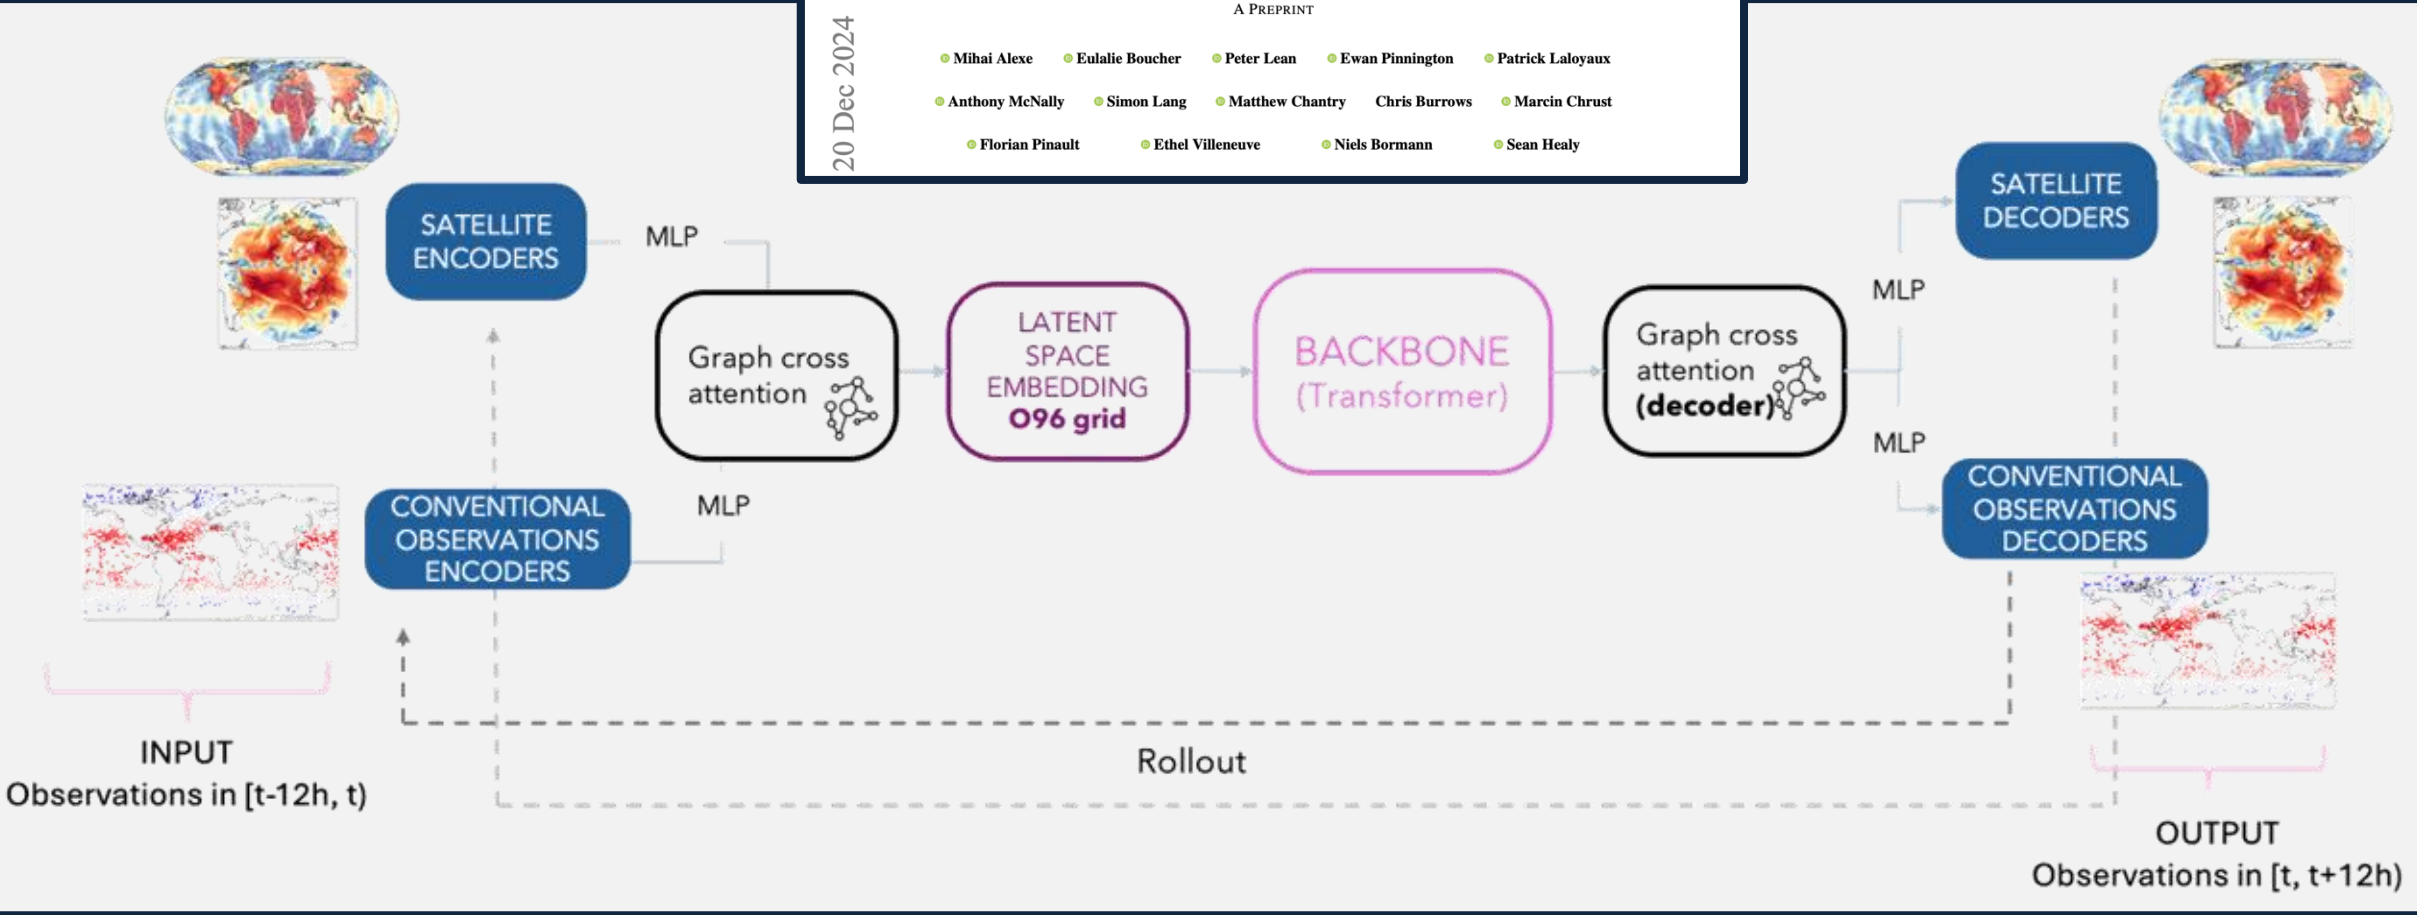 A PREPRINT
20 Dec 2024
Mihai Alexe Eulalie Boucher Peter Lean Ewan Pinnington Patrick Laloyaux
Anthony McNally Simon Lang Matthew Chantry Chris Burrows Marcin Chrust
Florian Pinault Ethel Villeneuve Niels Bormann Sean Healy
SATELLITE
ENCODERS
MLP
Graph cross
attention
MLP
CONVENTIONAL
OBSERVATIONS
ENCODERS
LATENT
SPACE
EMBEDDING
O96 grid
BACKBONE
(Transformer)
Graph cross
attention
(decoder)
MLP
MLP
SATELLITE
DECODERS
CONVENTIONAL
OBSERVATIONS
DECODERS
Rollout
INPUT
Observations in [t-12h, t)
OUTPUT
Observations in [t, t+12h)